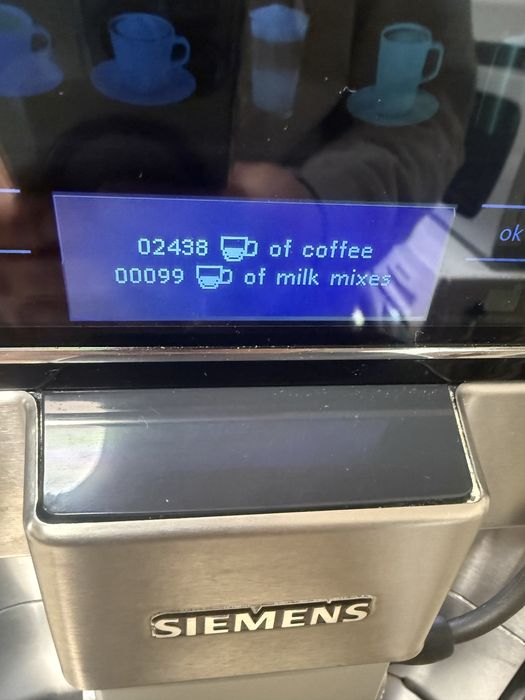 02438 of coffee
00099 of milk mixes
ok
SIEMENS